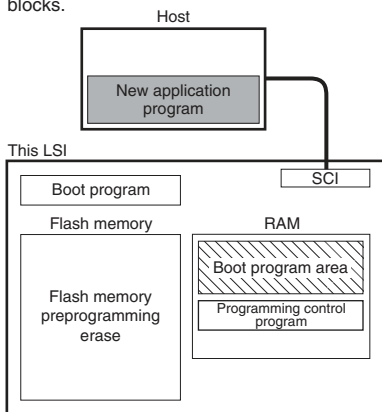 blocks.
Host
New application
program
This LSI
SCI
Boot program
Flash memory
RAM
Flash memory
preprogramming
erase
Boot program area
Programming control
program